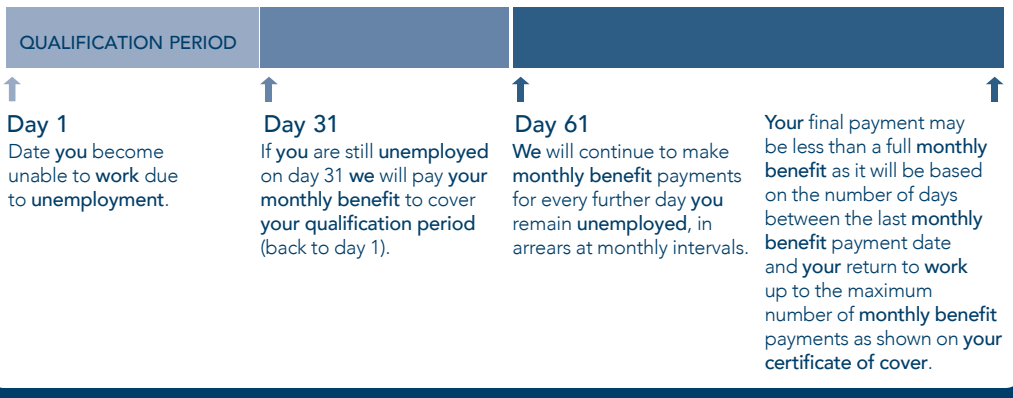 QUALIFICATION PERIOD
Day 1
Date you become
unable to work due
to unemployment.
Day 31
If you are still unemployed
on day 31 we will pay your
monthly benefit to cover
your qualification period
(back to day 1).
Day 61
We will continue to make
monthly benefit payments
for every further day you
remain unemployed, in
arrears at monthly intervals.
Your final payment may
be less than a full monthly
benefit as it will be based
on the number of days
between the last monthly
benefit payment date
and your return to work
up to the maximum
number of monthly benefit
payments as shown on your
certificate of cover.